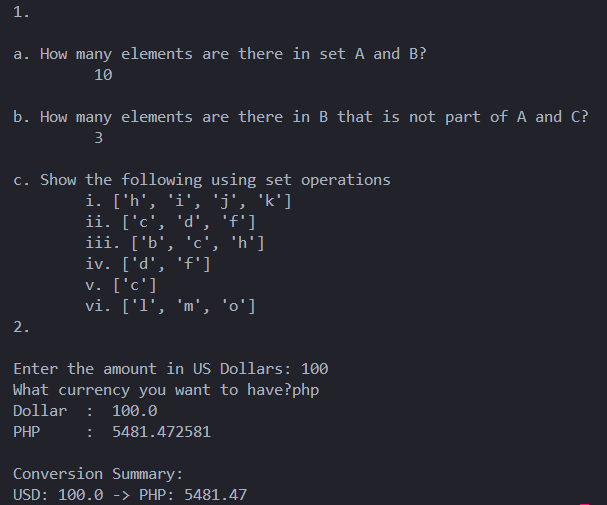 1.
a. How many elements are there in set A and B?
10
b. How many elements are there in B that is not part of A and C?
3
c. Show the following using set operations
i. ['h', 'i', 'j', 'k']
ii. ['c', 'd', 'f']
iii. ['b', 'c', 'h']
iv. ['d', 'f']
v. ['c']
vi. ['l', 'm', 'o']
2.
Enter the amount in US Dollars: 100
What currency you want to have?php
Dollar  :  100.0
PHP     :  5481.472581
Conversion Summary:
USD: 100.0 -> PHP: 5481.47